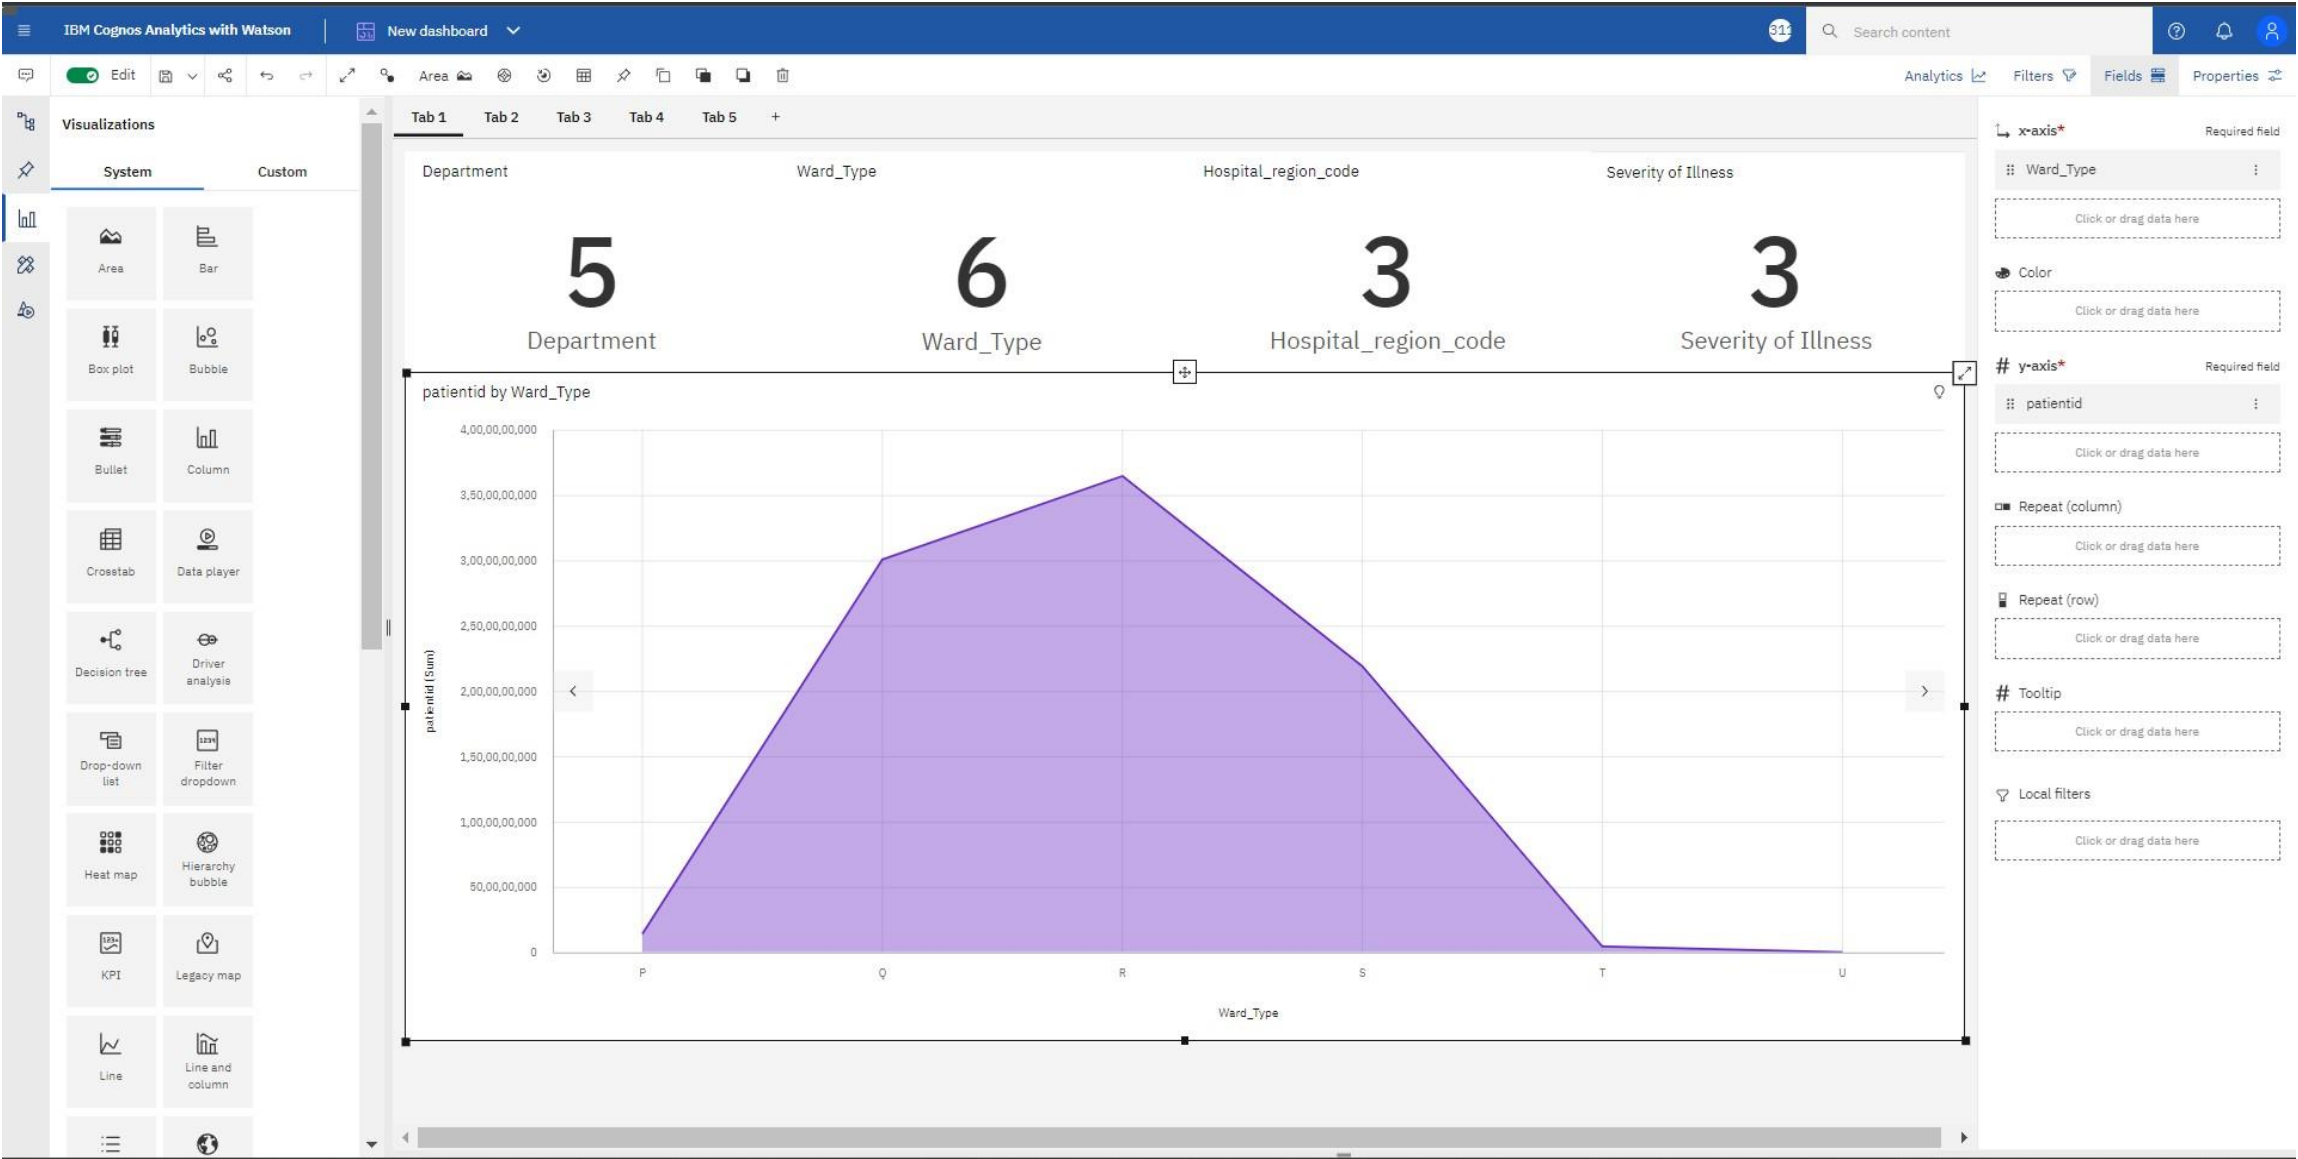 IBM Cognos Analytics with Watson
New dashboard
311
Search content
Edit
Area
Analytics
Filters
Fields
Properties
Visualizations
System
Custom
Area
Bar
Box plot
Bubble
Bullet
Column
Crosstab
Data player
Decision tree
Driver
analysis
Drop-down
list
Filter
dropdown
Heat map
Hierarchy
bubble
KPI
Legacy map
Line
Line and
column
Tab 1
Tab 2
Tab 3
Tab 4
Tab 5
+
Department
Ward_Type
Hospital_region_code
Severity of Illness
5
6
3
3
Department
Ward_Type
Hospital_region_code
Severity of Illness
patientid by Ward_Type
4,00,00,00,000
3,50,00,00,000
3,00,00,00,000
2,50,00,00,000
2,00,00,00,000
1,50,00,00,000
1,00,00,00,000
50,00,00,000
0
patientid (Sum)
P
Q
R
S
T
U
Ward_Type
x-axis*
Required field
Ward_Type
Click or drag data here
Color
Click or drag data here
# y-axis*
Required field
patientid
Click or drag data here
Repeat (column)
Click or drag data here
Repeat (row)
Click or drag data here
# Tooltip
Click or drag data here
Local filters
Click or drag data here